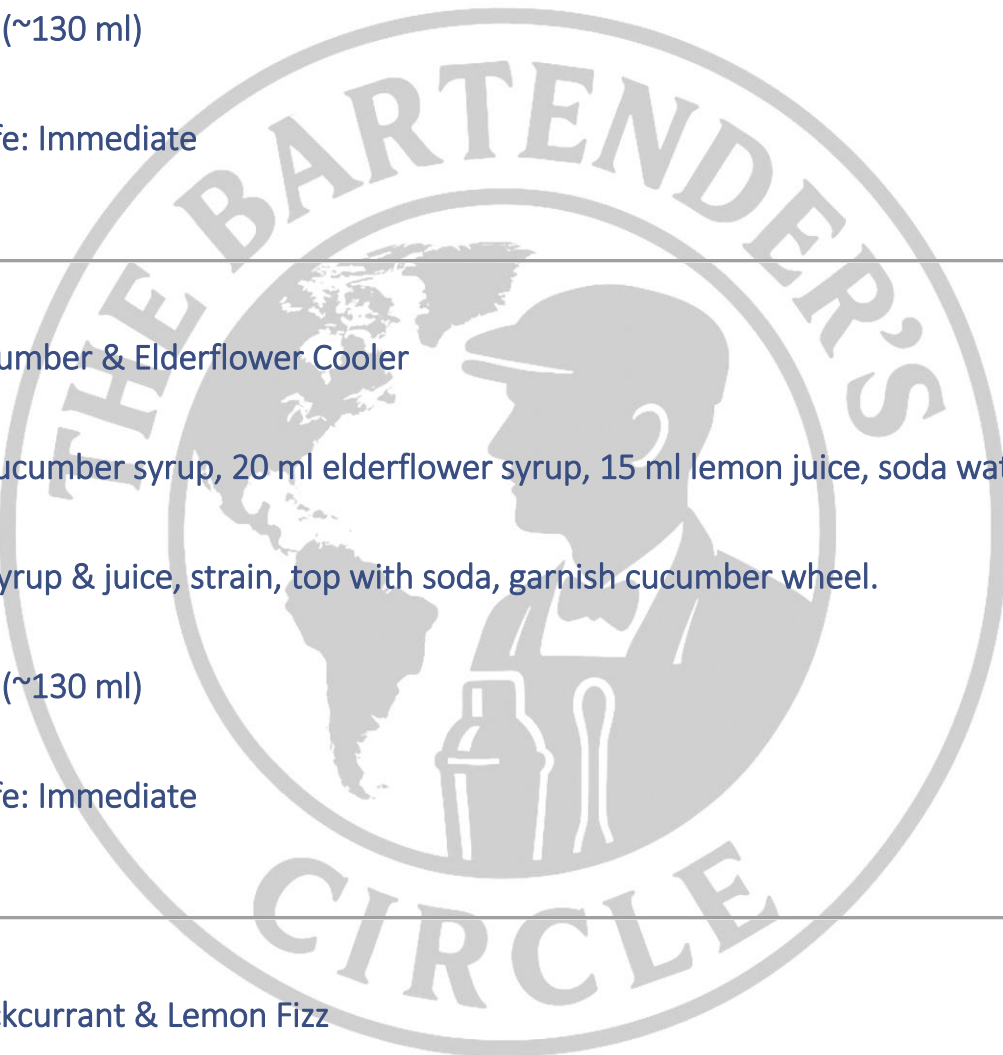 (~130 ml)
fe: Immediate
umber & Elderflower Cooler
ucumber syrup, 20 ml elderflower syrup, 15 ml lemon juice, soda wat
yrup & juice, strain, top with soda, garnish cucumber wheel.
(~130 ml)
fe: Immediate
kcurrant & Lemon Fizz
THE BARTENDER'S
CIRCLE